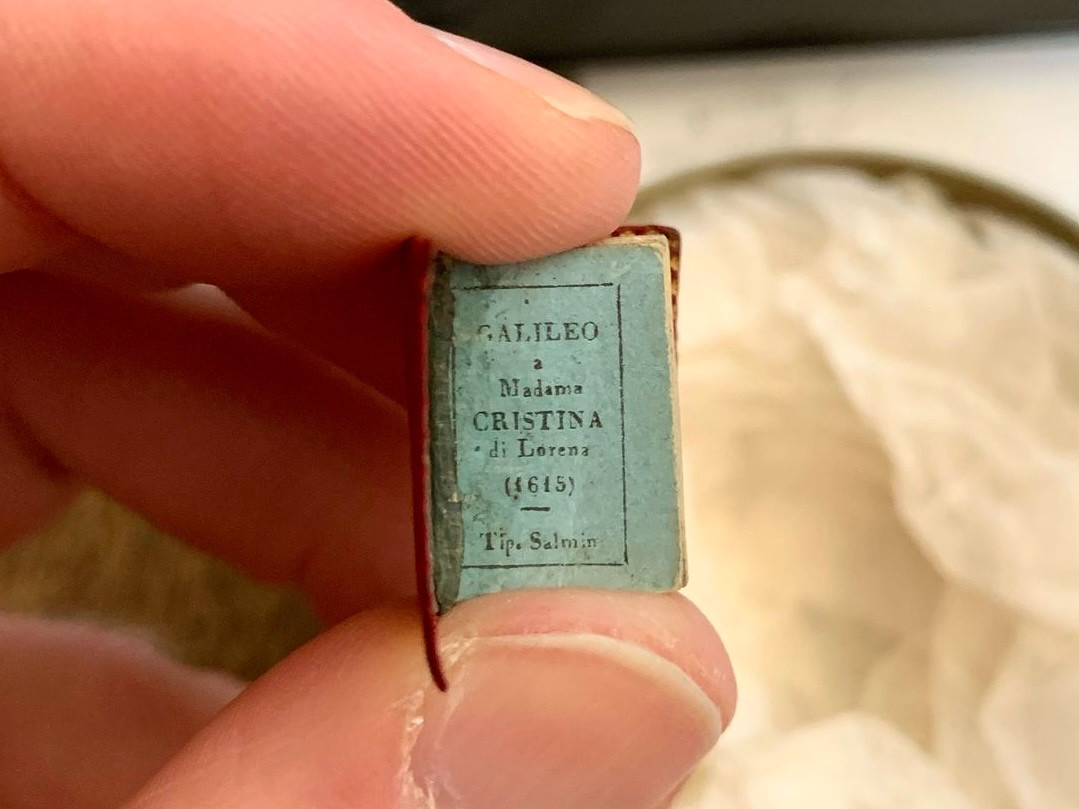 GALILEO
a
Madama
CRISTINA
di Lorena
(1615)
Tip. Salmin